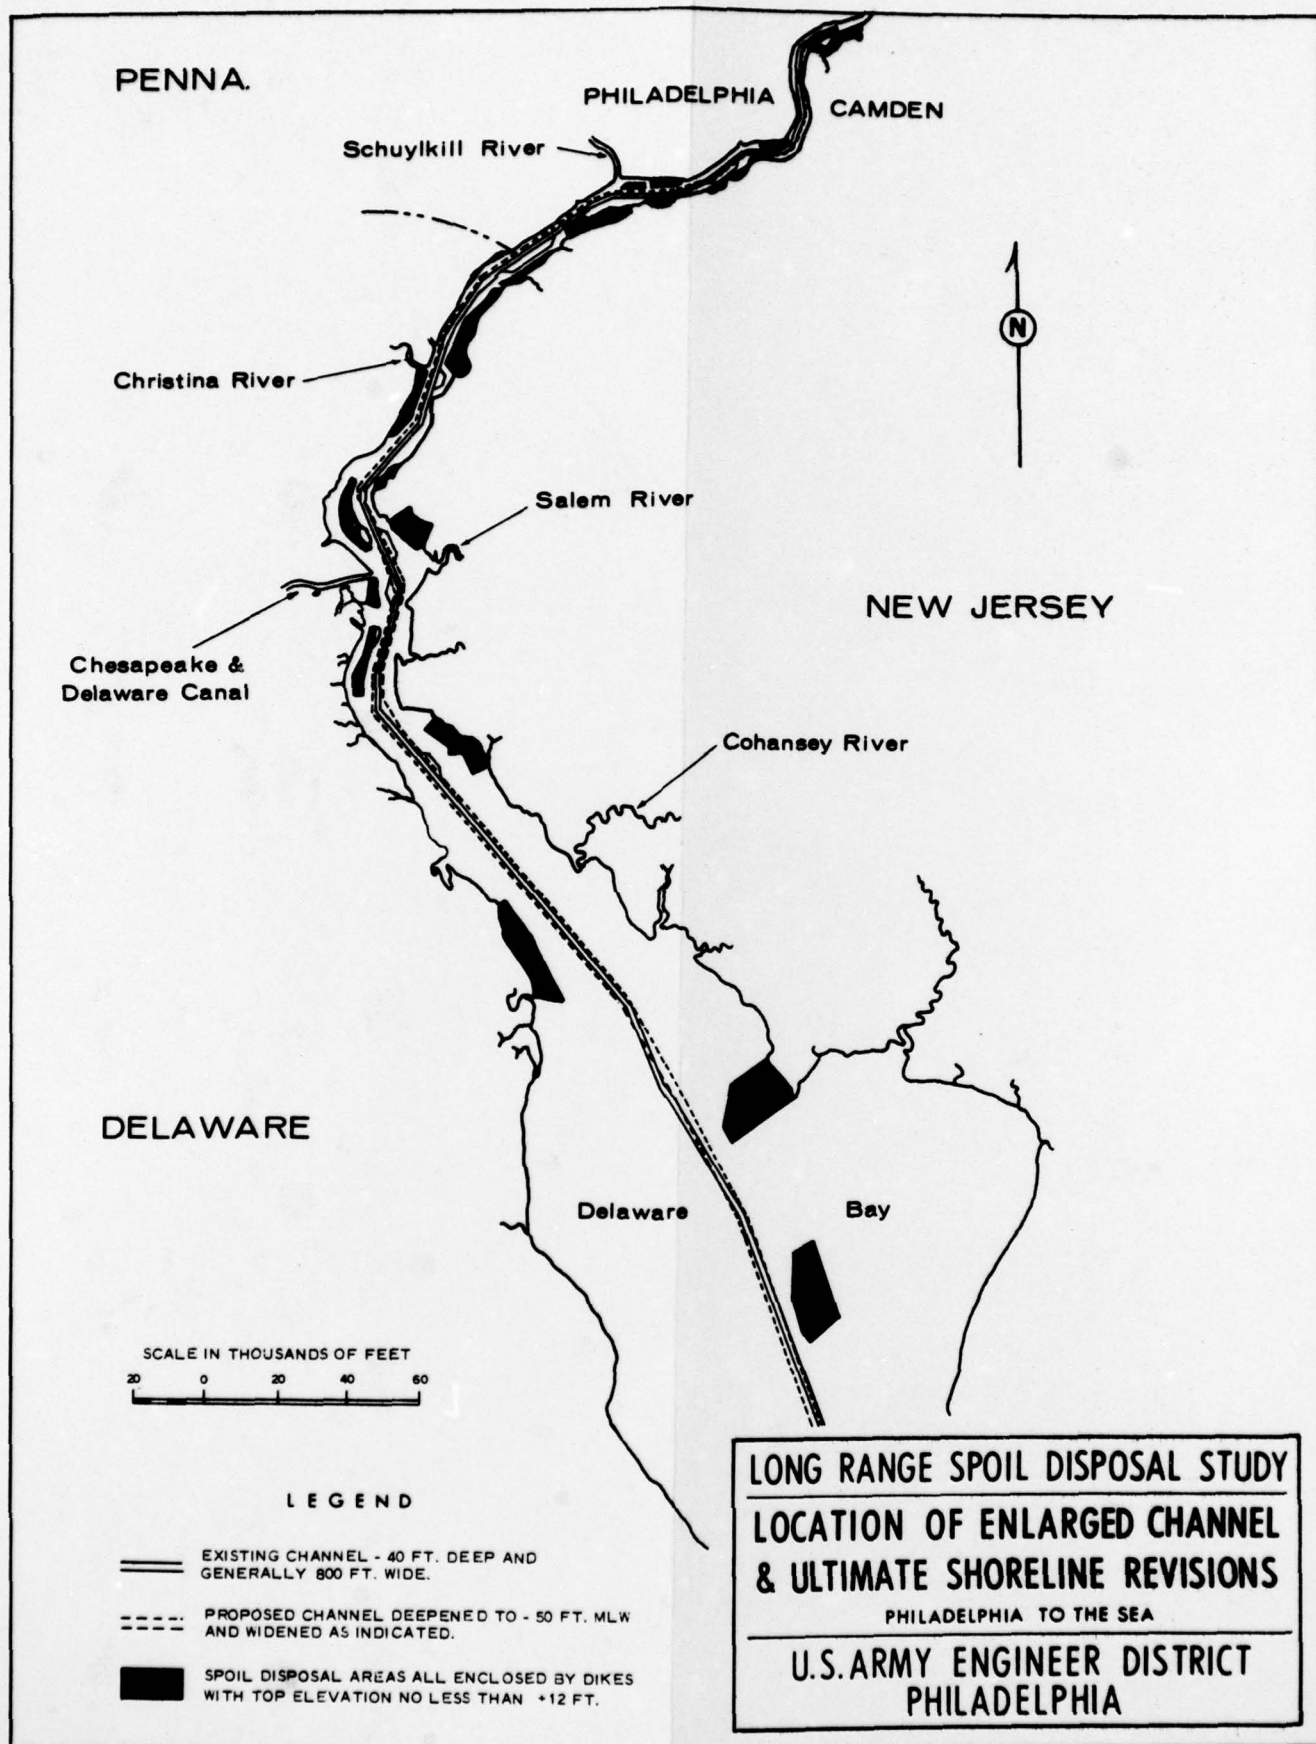 PENNA.
PHILADELPHIA
CAMDEN
Schuylkill River
N
Christina River
Salem River
NEW JERSEY
Chesapeake &
Delaware Canal
Cohansey River
DELAWARE
Delaware Bay
SCALE IN THOUSANDS OF FEET
20 0 20 40 60
LEGEND
EXISTING CHANNEL - 40 FT. DEEP AND
GENERALLY 800 FT. WIDE.
PROPOSED CHANNEL DEEPENED TO - 50 FT. MLW
AND WIDENED AS INDICATED.
SPOIL DISPOSAL AREAS ALL ENCLOSED BY DIKES
WITH TOP ELEVATION NO LESS THAN +12 FT.
LONG RANGE SPOIL DISPOSAL STUDY
LOCATION OF ENLARGED CHANNEL
& ULTIMATE SHORELINE REVISIONS
PHILADELPHIA TO THE SEA
U.S. ARMY ENGINEER DISTRICT
PHILADELPHIA